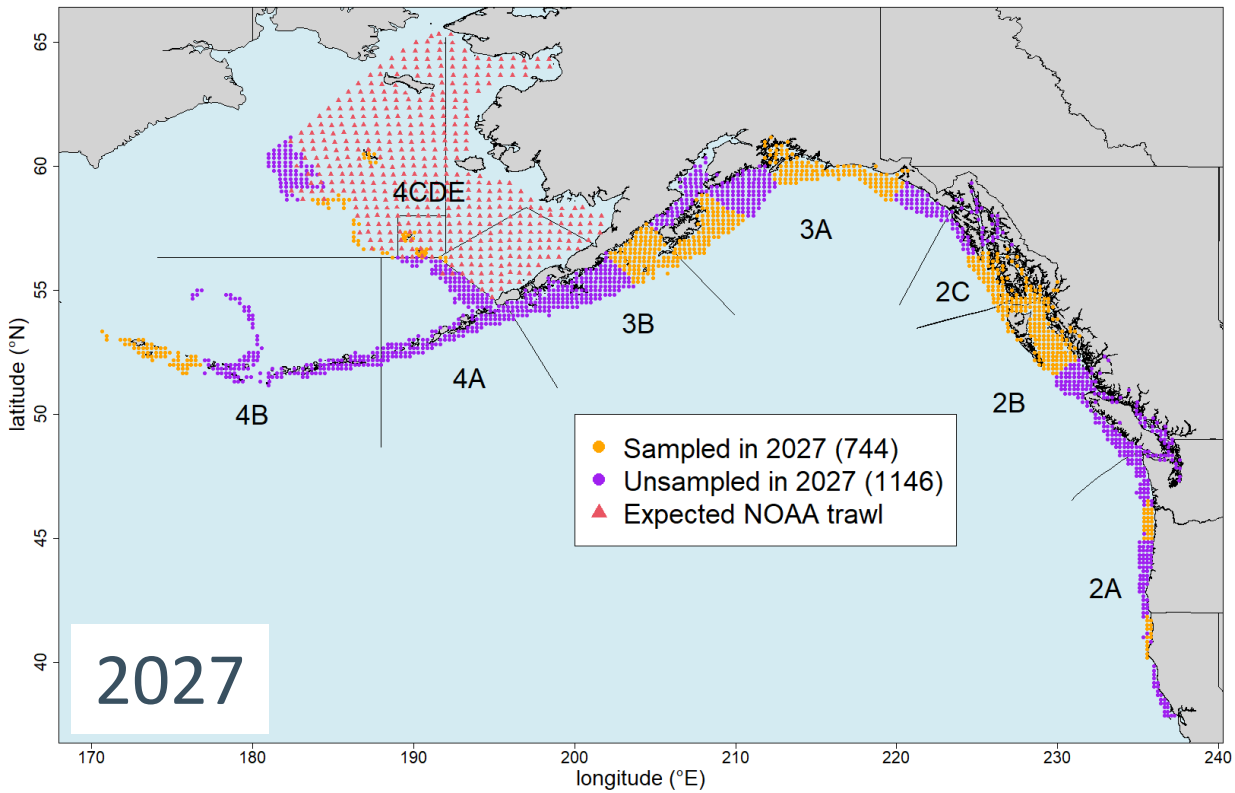 65
60
55
50
45
40
latitude (°N)
4CDE
3A
2C
3B
4A
4B
2B
2A
Sampled in 2027 (744)
Unsampled in 2027 (1146)
Expected NOAA trawl
2027
170
180
190
200
210
220
230
240
longitude (°E)